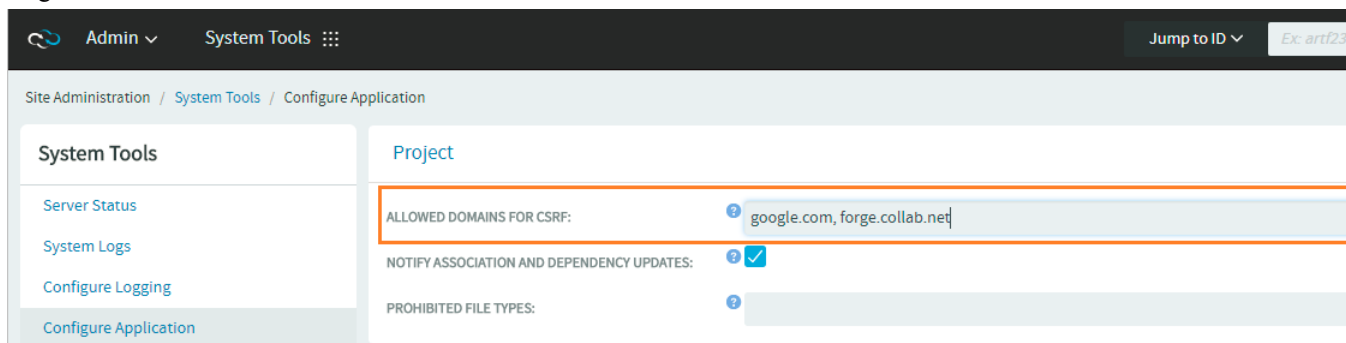 Admin System Tools Jump to ID Ex: artf23
Site Administration / System Tools / Configure Application
System Tools Project
Server Status ALLOWED DOMAINS FOR CSRF: ? google.com, forge.collab.net
System Logs NOTIFY ASSOCIATION AND DEPENDENCY UPDATES: ?
Configure Logging PROHIBITED FILE TYPES: ?
Configure Application